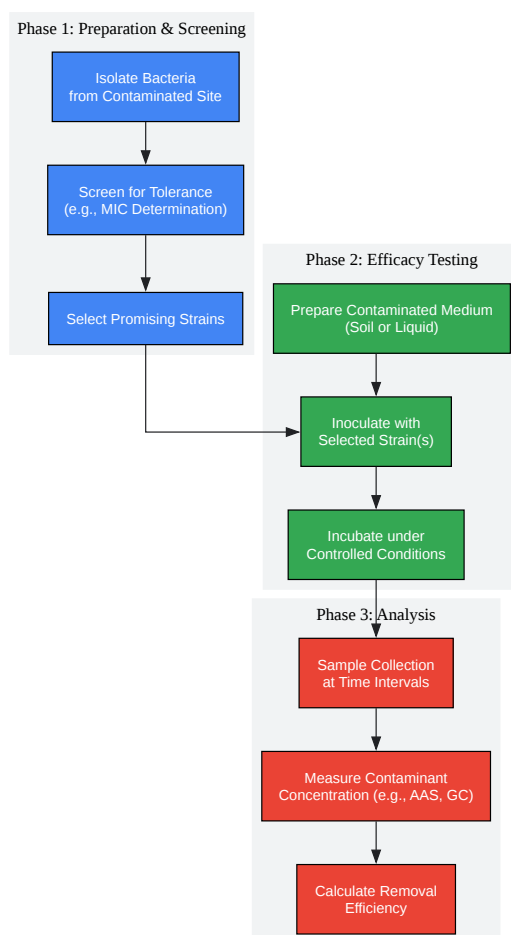 Phase 1: Preparation & Screening
Isolate Bacteria
from Contaminated Site
Screen for Tolerance
(e.g., MIC Determination)
Select Promising Strains
Phase 2: Efficacy Testing
Prepare Contaminated Medium
(Soil or Liquid)
Inoculate with
Selected Strain(s)
Incubate under
Controlled Conditions
Phase 3: Analysis
Sample Collection
at Time Intervals
Measure Contaminant
Concentration (e.g., AAS, GC)
Calculate Removal
Efficiency